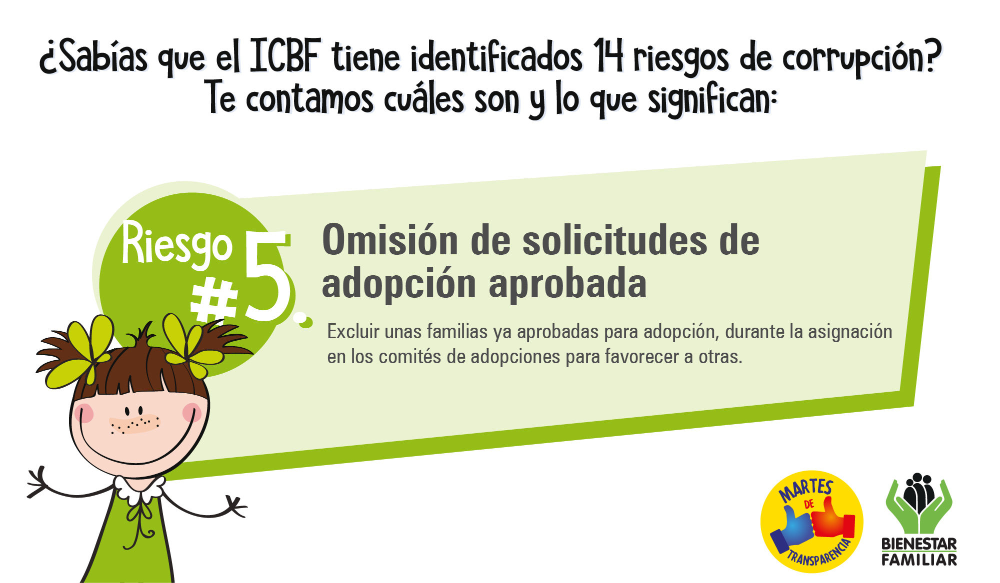 ¿Sabías que el ICBF tiene identificados 14 riesgos de corrupción?
Te contamos cuáles son y lo que significan:
Riesgo
#5.
Omisión de solicitudes de
adopción aprobada
Excluir unas familias ya aprobadas para adopción, durante la asignación
en los comités de adopciones para favorecer a otras.
MARTES
DE
TRANSPARENCIA
BIENESTAR
FAMILIAR